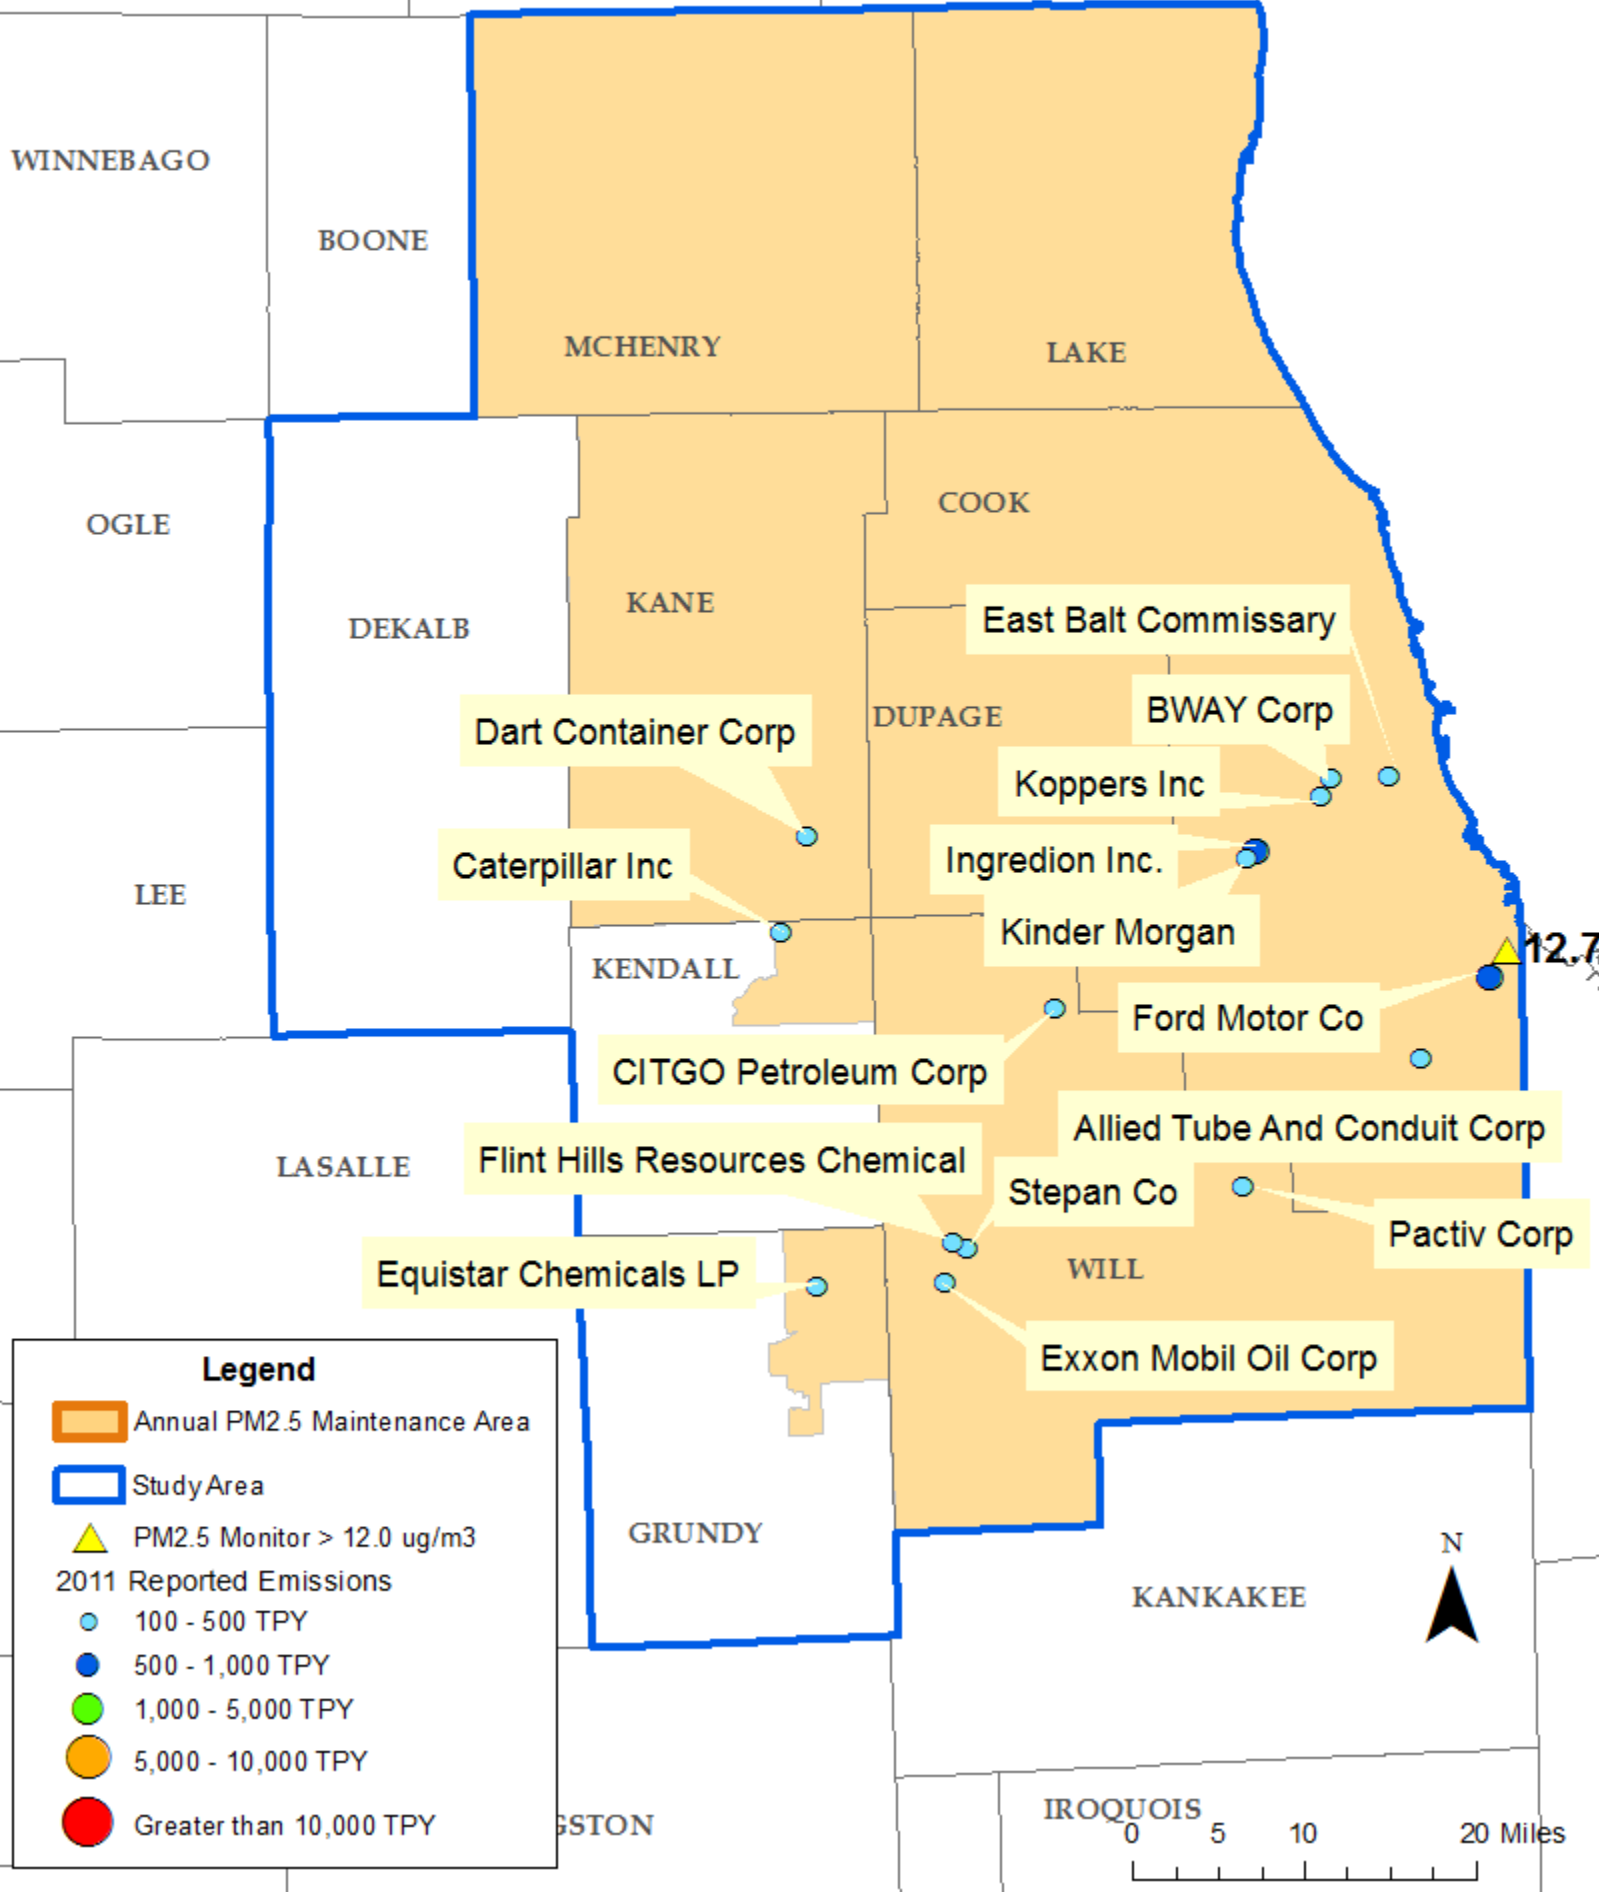 WINNEBAGO
BOONE
MCHENRY
LAKE
OGLE
COOK
KANE
DEKALB
East Balt Commissary
BWAY Corp
DUPAGE
Dart Container Corp
Koppers Inc
Ingredion Inc.
Caterpillar Inc
LEE
Kinder Morgan
12.7
KENDALL
Ford Motor Co
CITGO Petroleum Corp
Allied Tube And Conduit Corp
Flint Hills Resources Chemical
LASALLE
Stepan Co
Pactiv Corp
WILL
Equistar Chemicals LP
Exxon Mobil Oil Corp
Legend
Annual PM2.5 Maintenance Area
Study Area
PM2.5 Monitor > 12.0 ug/m3
2011 Reported Emissions
100 - 500 TPY
500 - 1,000 TPY
1,000 - 5,000 TPY
5,000 - 10,000 TPY
Greater than 10,000 TPY
GRUNDY
N
KANKAKEE
GSTON
IROQUOIS
0 5 10 20 Miles